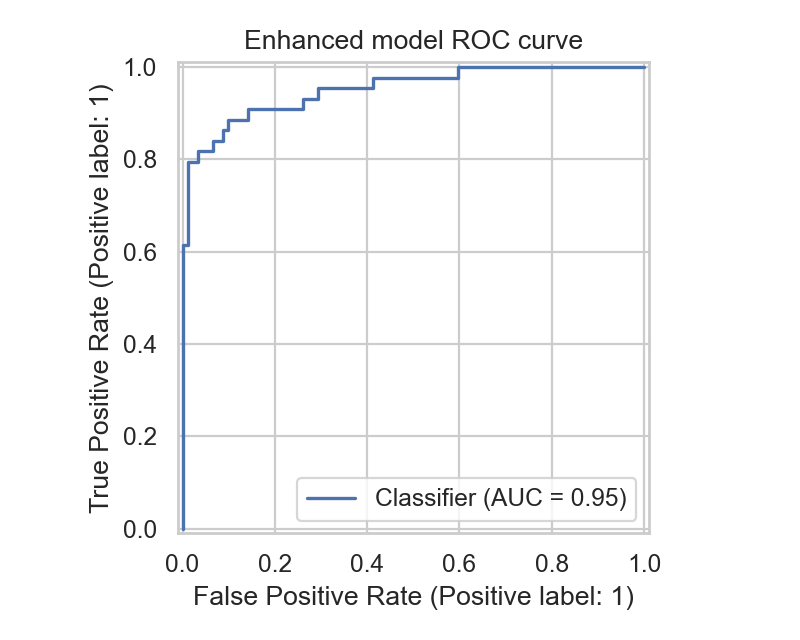 Enhanced model ROC curve
1.0
0.8
0.6
0.4
0.2
0.0
True Positive Rate (Positive label: 1)
Classifier (AUC = 0.95)
0.0 0.2 0.4 0.6 0.8 1.0
False Positive Rate (Positive label: 1)